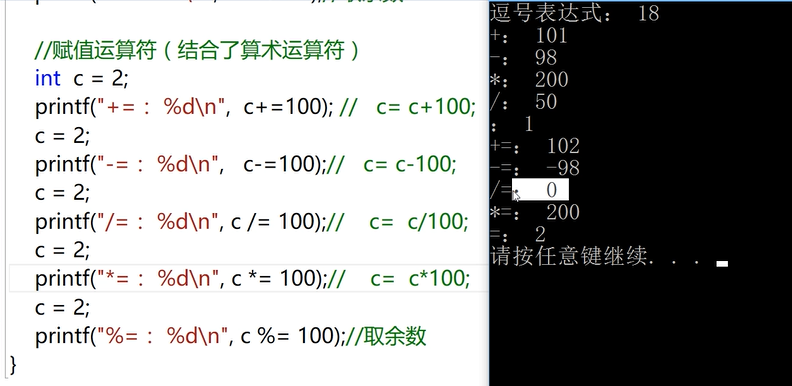 //赋值运算符（结合了算术运算符）
int c = 2;
printf("+= : %d\n", c+=100); // c= c+100;
c = 2;
printf("-= : %d\n", c-=100);// c= c-100;
c = 2;
printf("/= : %d\n", c /= 100);// c= c/100;
c = 2;
printf("*= : %d\n", c *= 100);// c= c*100;
c = 2;
printf("%= : %d\n", c %= 100);//取余数
}
逗号表达式： 18
+： 101
-： 98
*： 200
/： 50
： 1
+=： 102
-=： -98
/=： 0
*=： 200
=： 2
请按任意键继续. . .